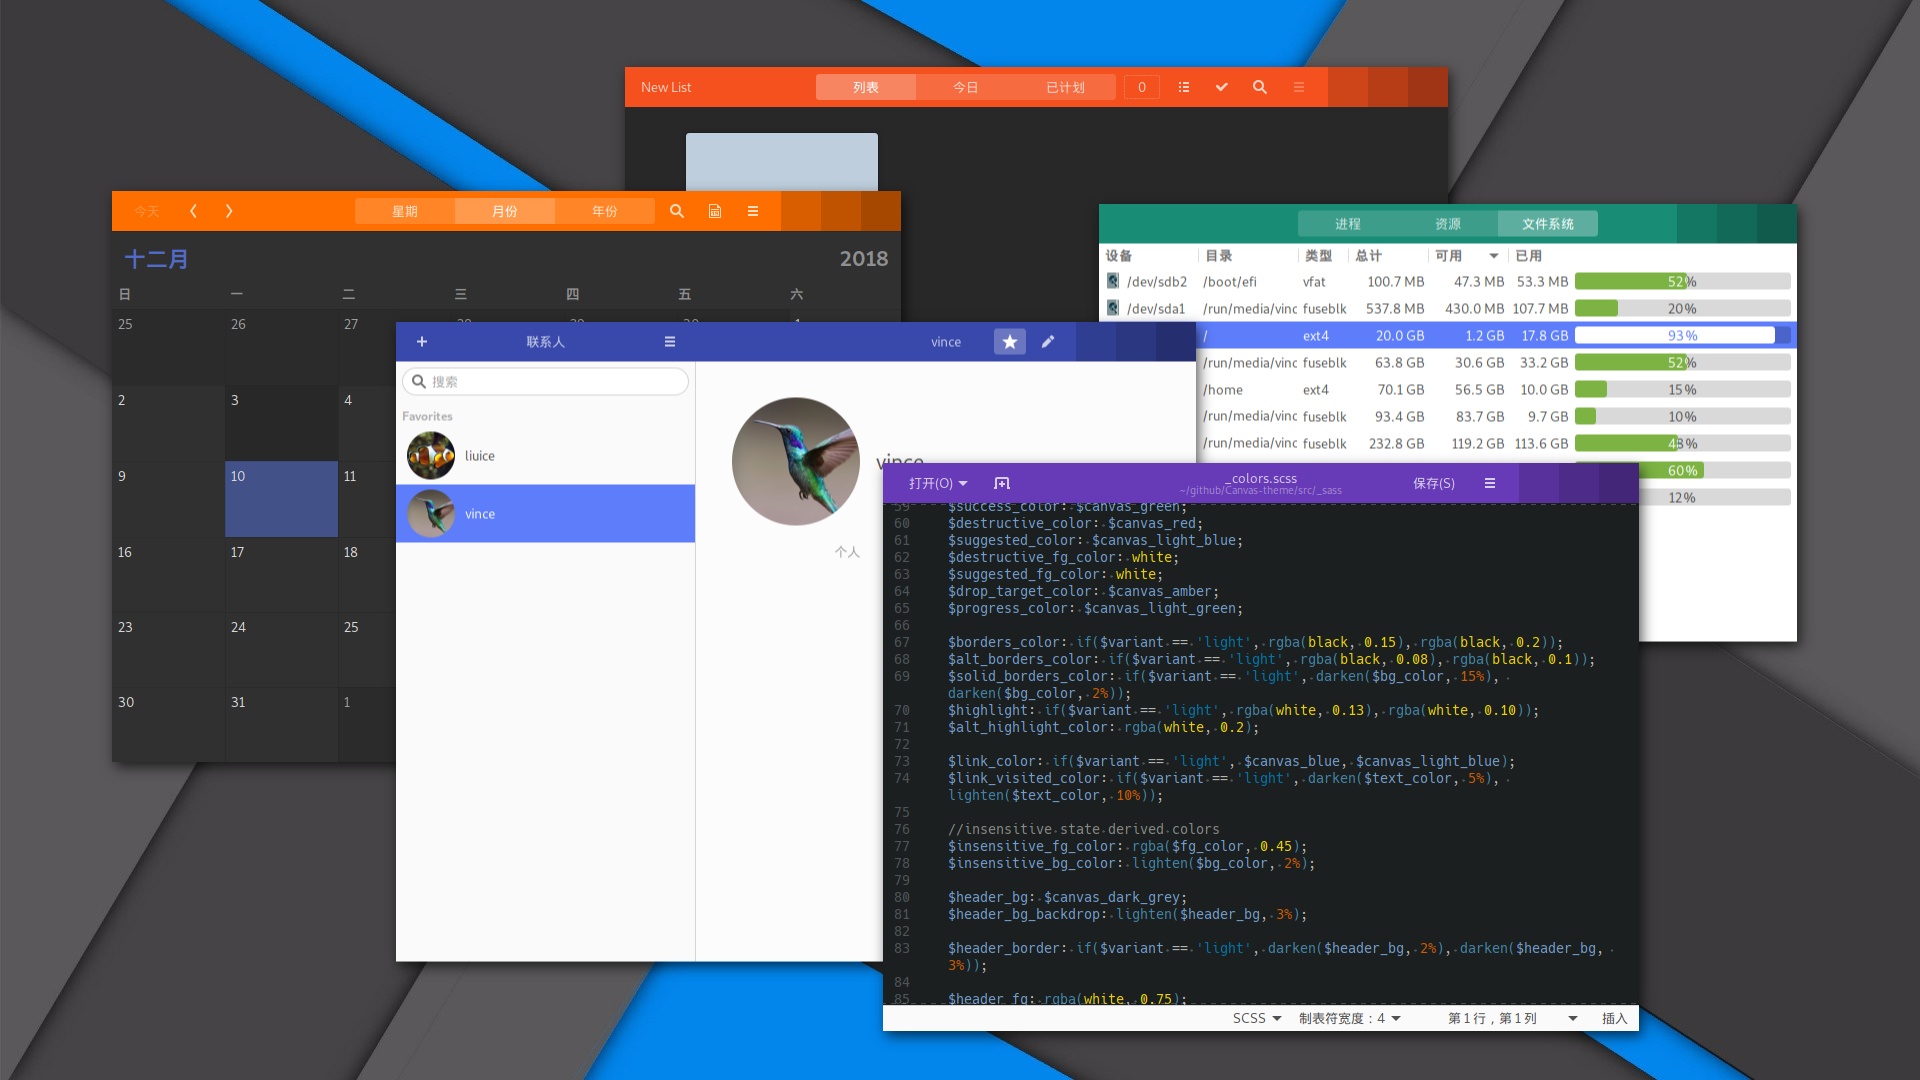 New List
列表 今日 已计划 0
今天 星期 月份 年份
十二月 2018
日 一 二 三 四 五 六
25 26 27
2 3 4
9 10 11
16 17 18
23 24 25
30 31 1
进程 资源 文件系统
设备 目录 类型 总计 可用 已用
/dev/sdb2 /boot/efi vfat 100.7 MB 47.3 MB 53.3 MB 52%
/dev/sda1 /run/media/vinc fuseblk 537.8 MB 430.0 MB 107.7 MB 20%
/ ext4 20.0 GB 1.2 GB 17.8 GB 93%
/run/media/vinc fuseblk 63.8 GB 30.6 GB 33.2 GB 52%
/home ext4 70.1 GB 56.5 GB 10.0 GB 15%
/run/media/vinc fuseblk 93.4 GB 83.7 GB 9.7 GB 10%
/run/media/vinc fuseblk 232.8 GB 119.2 GB 113.6 GB 48%
60%
12%
联系人 vince
搜索
Favorites
liuice
vince
vince
个人
打开(O) _colors.scss 保存(S)
~/github/Canvas-theme/src/_sass
59 $success_color: $canvas_green;
60 $destructive_color: $canvas_red;
61 $suggested_color: $canvas_light_blue;
62 $destructive_fg_color: white;
63 $suggested_fg_color: white;
64 $drop_target_color: $canvas_amber;
65 $progress_color: $canvas_light_green;
66
67 $borders_color: if($variant == 'light', rgba(black, 0.15), rgba(black, 0.2));
68 $alt_borders_color: if($variant == 'light', rgba(black, 0.08), rgba(black, 0.1));
69 $solid_borders_color: if($variant == 'light', darken($bg_color, 15%),
darken($bg_color, 2%));
70 $highlight: if($variant == 'light', rgba(white, 0.13), rgba(white, 0.10));
71 $alt_highlight_color: rgba(white, 0.2);
72
73 $link_color: if($variant == 'light', $canvas_blue, $canvas_light_blue);
74 $link_visited_color: if($variant == 'light', darken($text_color, 5%),
lighten($text_color, 10%));
75
76 //insensitive state derived colors
77 $insensitive_fg_color: rgba($fg_color, 0.45);
78 $insensitive_bg_color: lighten($bg_color, 2%);
79
80 $header_bg: $canvas_dark_grey;
81 $header_bg_backdrop: lighten($header_bg, 3%);
82
83 $header_border: if($variant == 'light', darken($header_bg, 2%), darken($header_bg,
3%));
84
85 $header_fg: rgba(white, 0.75);
SCSS 制表符宽度：4 第 1 行，第 1 列 插入